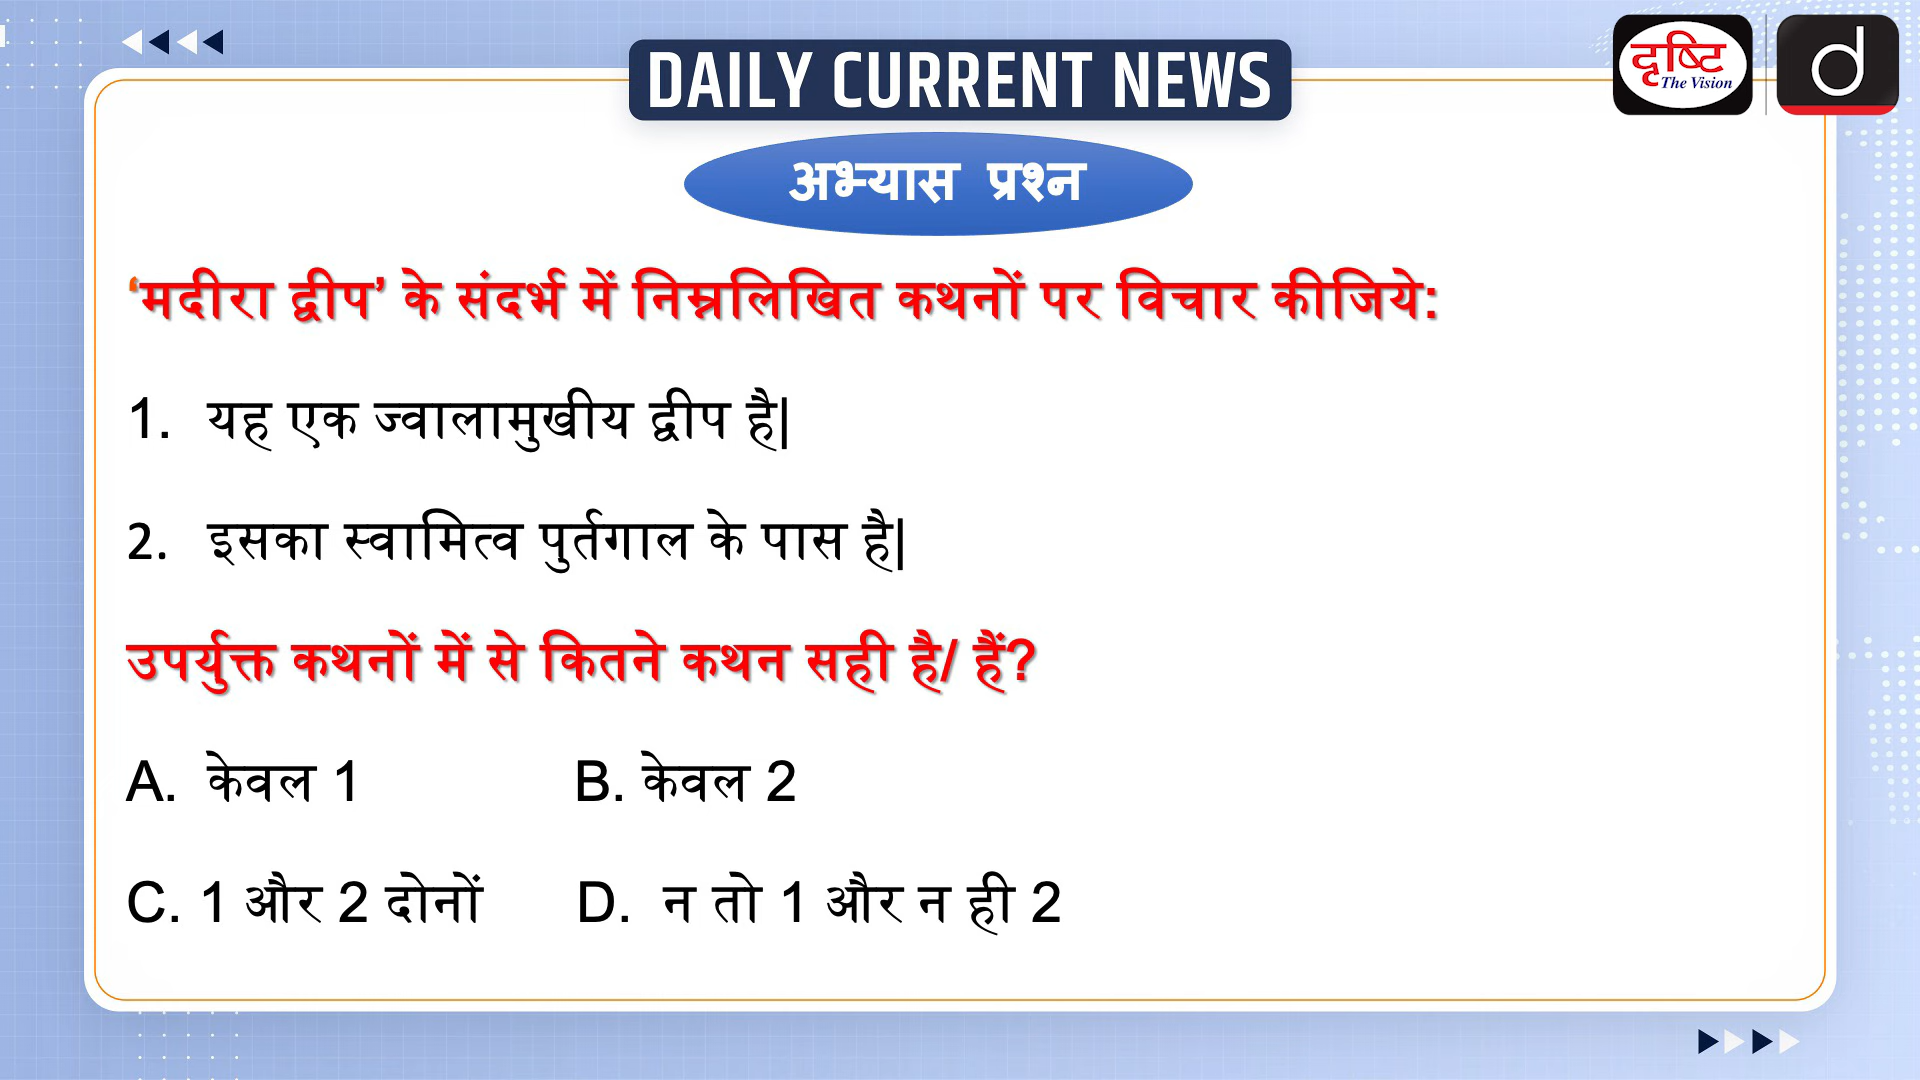 DAILY CURRENT NEWS
दृष्टि
The Vision
d
अभ्यास प्रश्न
‘मदीरा द्वीप’ के संदर्भ में निम्नलिखित कथनों पर विचार कीजिये:
1. यह एक ज्वालामुखीय द्वीप है|
2. इसका स्वामित्व पुर्तगाल के पास है|
उपर्युक्त कथनों में से कितने कथन सही है/ हैं?
A. केवल 1 B. केवल 2
C. 1 और 2 दोनों D. न तो 1 और न ही 2